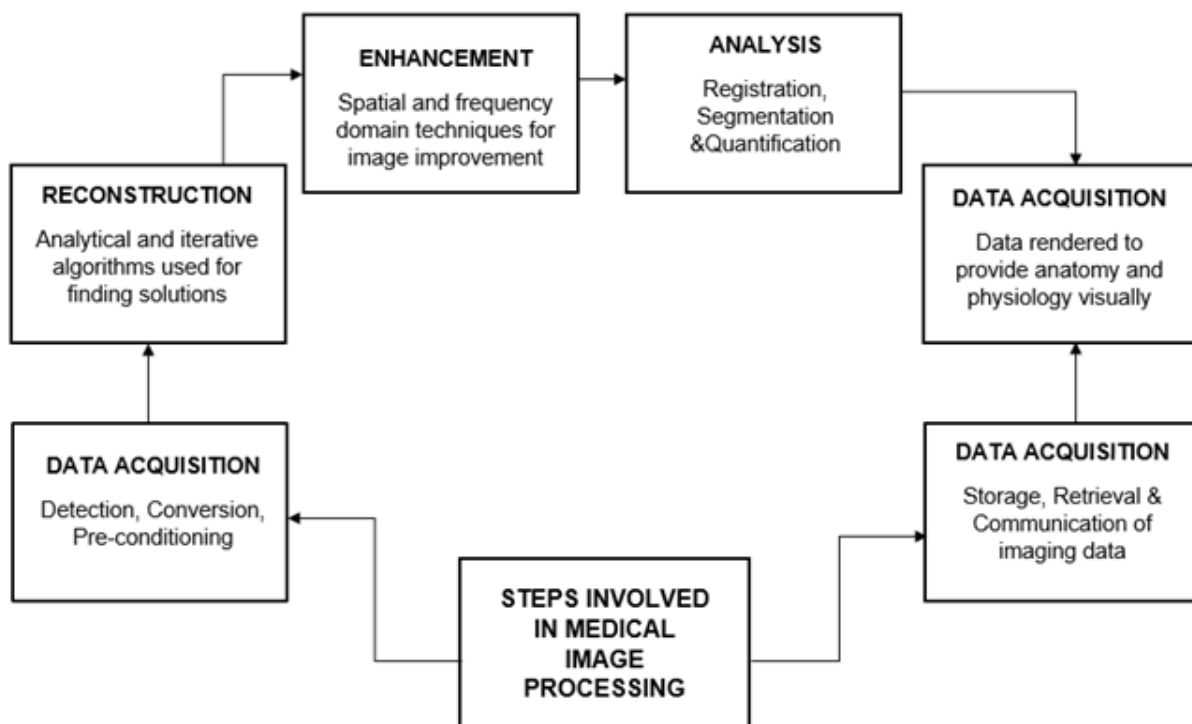 ENHANCEMENT
Spatial and frequency
domain techniques for
image improvement
ANALYSIS
Registration,
Segmentation
&Quantification
RECONSTRUCTION
Analytical and iterative
algorithms used for
finding solutions
DATA ACQUISITION
Data rendered to
provide anatomy and
physiology visually
DATA ACQUISITION
Detection, Conversion,
Pre-conditioning
DATA ACQUISITION
Storage, Retrieval &
Communication of
imaging data
STEPS INVOLVED
IN MEDICAL
IMAGE
PROCESSING